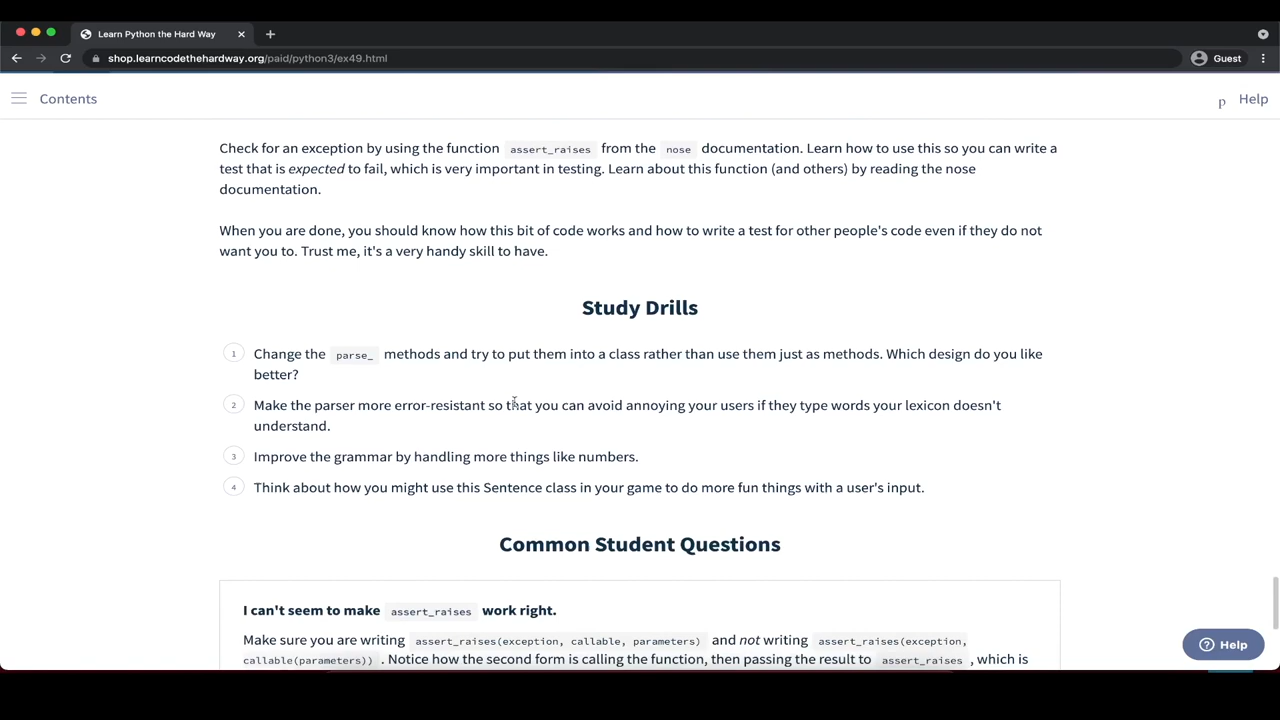 Learn Python the Hard Way
shop.learncodethehardway.org/paid/python3/ex49.html
Guest
Contents
p
Help
Check for an exception by using the function assert_raises from the nose documentation. Learn how to use this so you can write a
test that is expected to fail, which is very important in testing. Learn about this function (and others) by reading the nose
documentation.
When you are done, you should know how this bit of code works and how to write a test for other people's code even if they do not
want you to. Trust me, it's a very handy skill to have.
Study Drills
1 Change the parse_ methods and try to put them into a class rather than use them just as methods. Which design do you like
better?
2 Make the parser more error-resistant so that you can avoid annoying your users if they type words your lexicon doesn't
understand.
3 Improve the grammar by handling more things like numbers.
4 Think about how you might use this Sentence class in your game to do more fun things with a user's input.
Common Student Questions
I can't seem to make assert_raises work right.
Make sure you are writing assert_raises(exception, callable, parameters) and not writing assert_raises(exception,
callable(parameters)) . Notice how the second form is calling the function, then passing the result to assert_raises , which is
Help